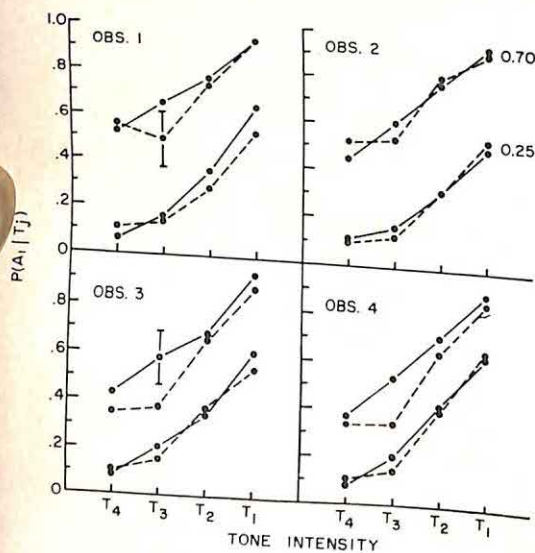 1.0
OBS. 1
OBS. 2
0.70
.8
.6
.4
0.25
.2
0
P(A₁|Tⱼ)
OBS. 3
OBS. 4
.8
.6
.4
.2
0
T₄ T₃ T₂ T₁ T₄ T₃ T₂ T₁
TONE INTENSITY